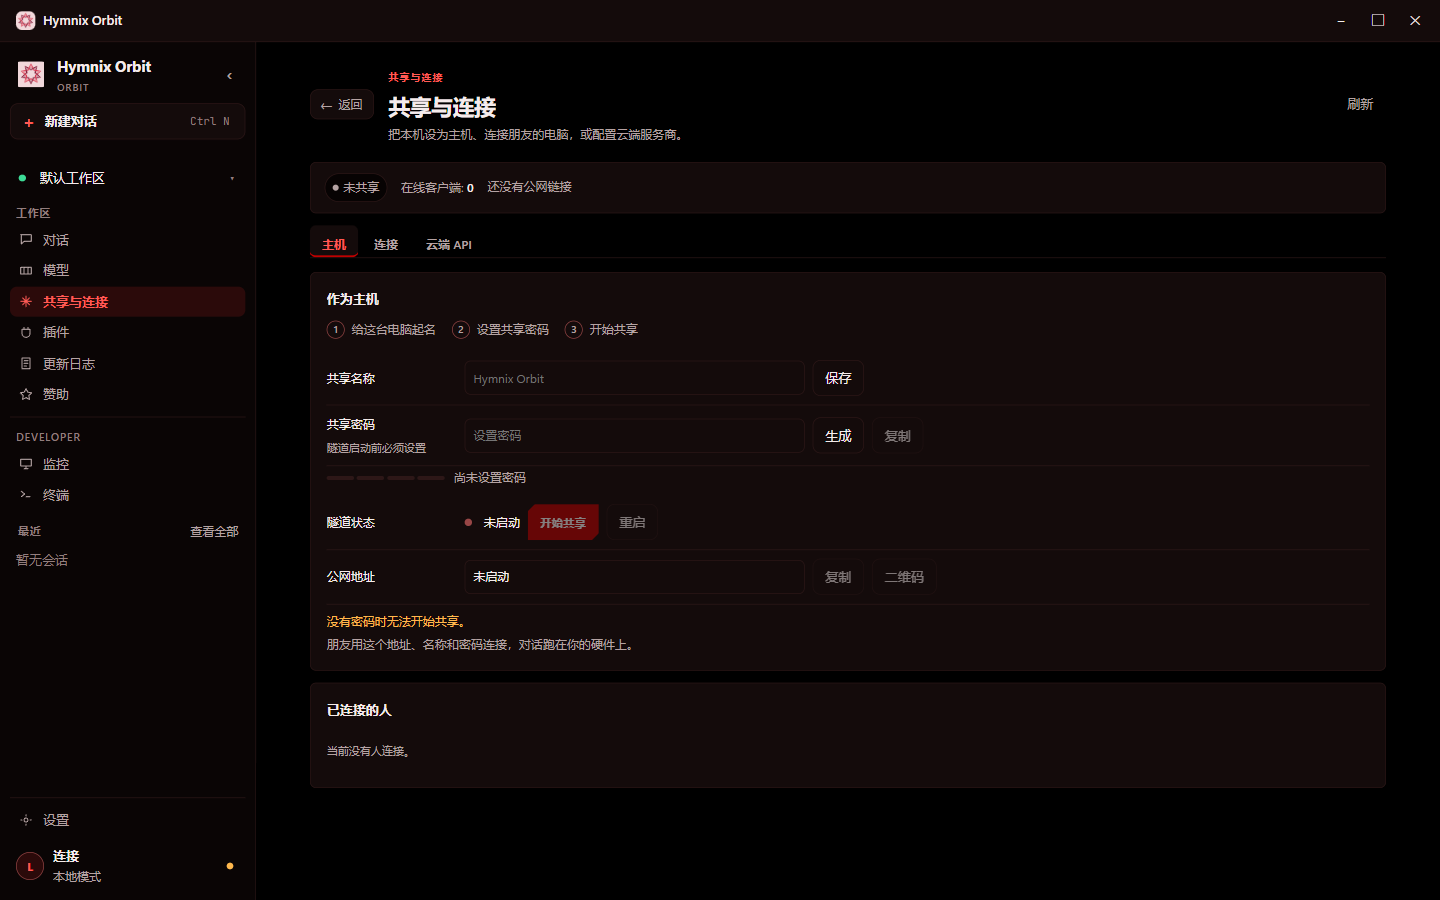 Hymnix Orbit
Hymnix Orbit
ORBIT
+ 新建对话 Ctrl N
默认工作区
工作区
对话
模型
共享与连接
插件
更新日志
赞助
DEVELOPER
监控
终端
最近 查看全部
暂无会话
设置
L
连接
本地模式
共享与连接
← 返回
共享与连接
把本机设为主机、连接朋友的电脑，或配置云端服务商。
刷新
未共享 在线客户端: 0 还没有公网链接
主机 连接 云端 API
作为主机
1 给这台电脑起名 2 设置共享密码 3 开始共享
共享名称 Hymnix Orbit 保存
共享密码 设置密码 生成 复制
隧道启动前必须设置
尚未设置密码
隧道状态 未启动 开始共享 重启
公网地址 未启动 复制 二维码
没有密码时无法开始共享。
朋友用这个地址、名称和密码连接，对话跑在你的硬件上。
已连接的人
当前没有人连接。